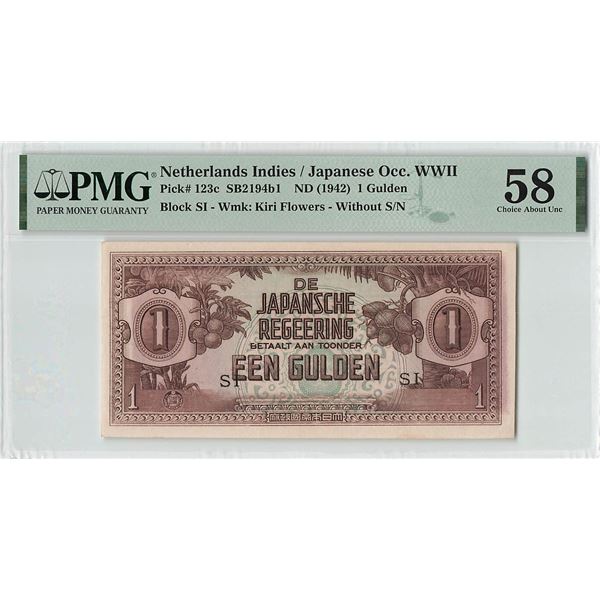 PMG
PAPER MONEY GUARANTY
Netherlands Indies / Japanese Occ. WWII
Pick# 123c SB2194b1 ND (1942) 1 Gulden
Block SI - Wmk: Kiri Flowers - Without S/N
58
Choice About Unc
DE
JAPANSCHE
REGEERING
BETAALT AAN TOONDER
EEN GULDEN
1 1
SI SI
1 1